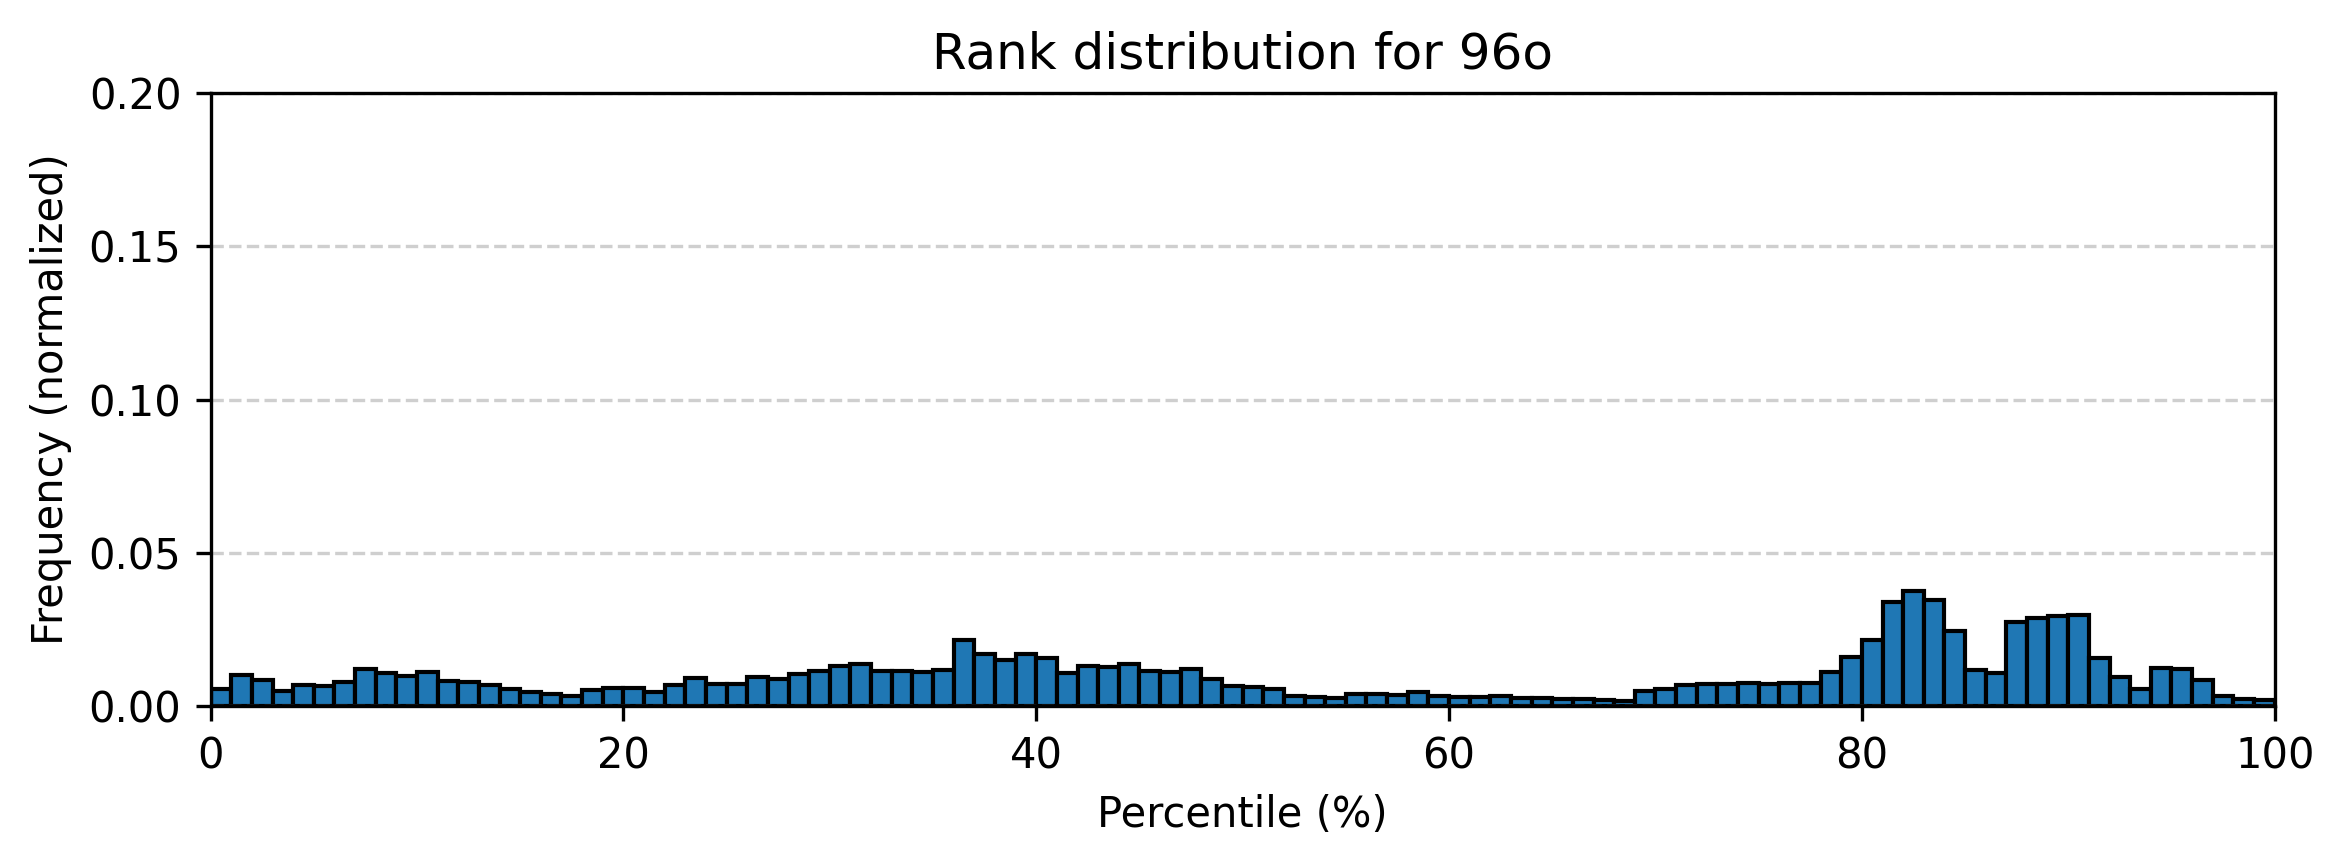 Rank distribution for 96o
0.20
0.15
0.10
0.05
0.00
Frequency (normalized)
0 20 40 60 80 100
Percentile (%)